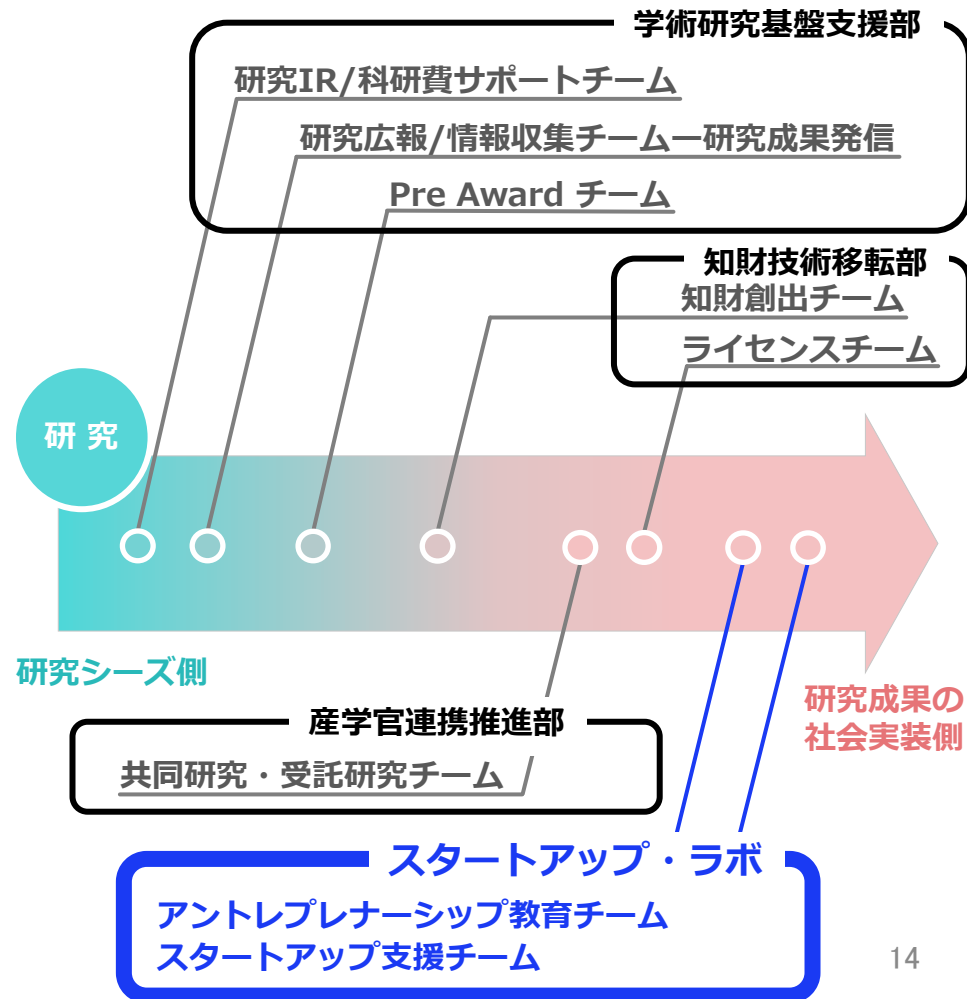 学術研究基盤支援部
研究IR/科研費サポートチーム
研究広報/情報収集チームー研究成果発信
Pre Award チーム
知財技術移転部
知財創出チーム
ライセンスチーム
研 究
研究シーズ側
研究成果の
社会実装側
産学官連携推進部
共同研究・受託研究チーム
スタートアップ・ラボ
アントレプレナーシップ教育チーム
スタートアップ支援チーム
14